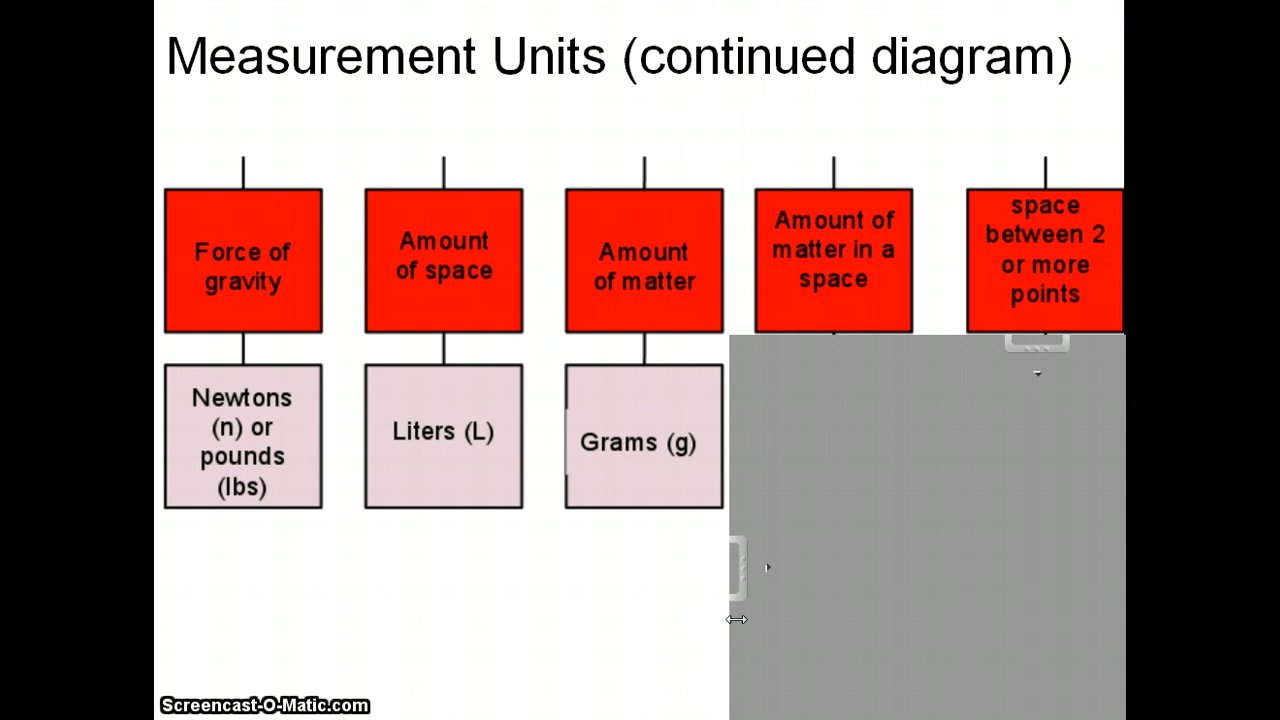 Measurement Units (continued diagram)
Force of
gravity
Amount
of space
Amount
of matter
Amount of
matter in a
space
space
between 2
or more
points
Newtons
(n) or
pounds
(lbs)
Liters (L)
Grams (g)
Screencast-O-Matic.com